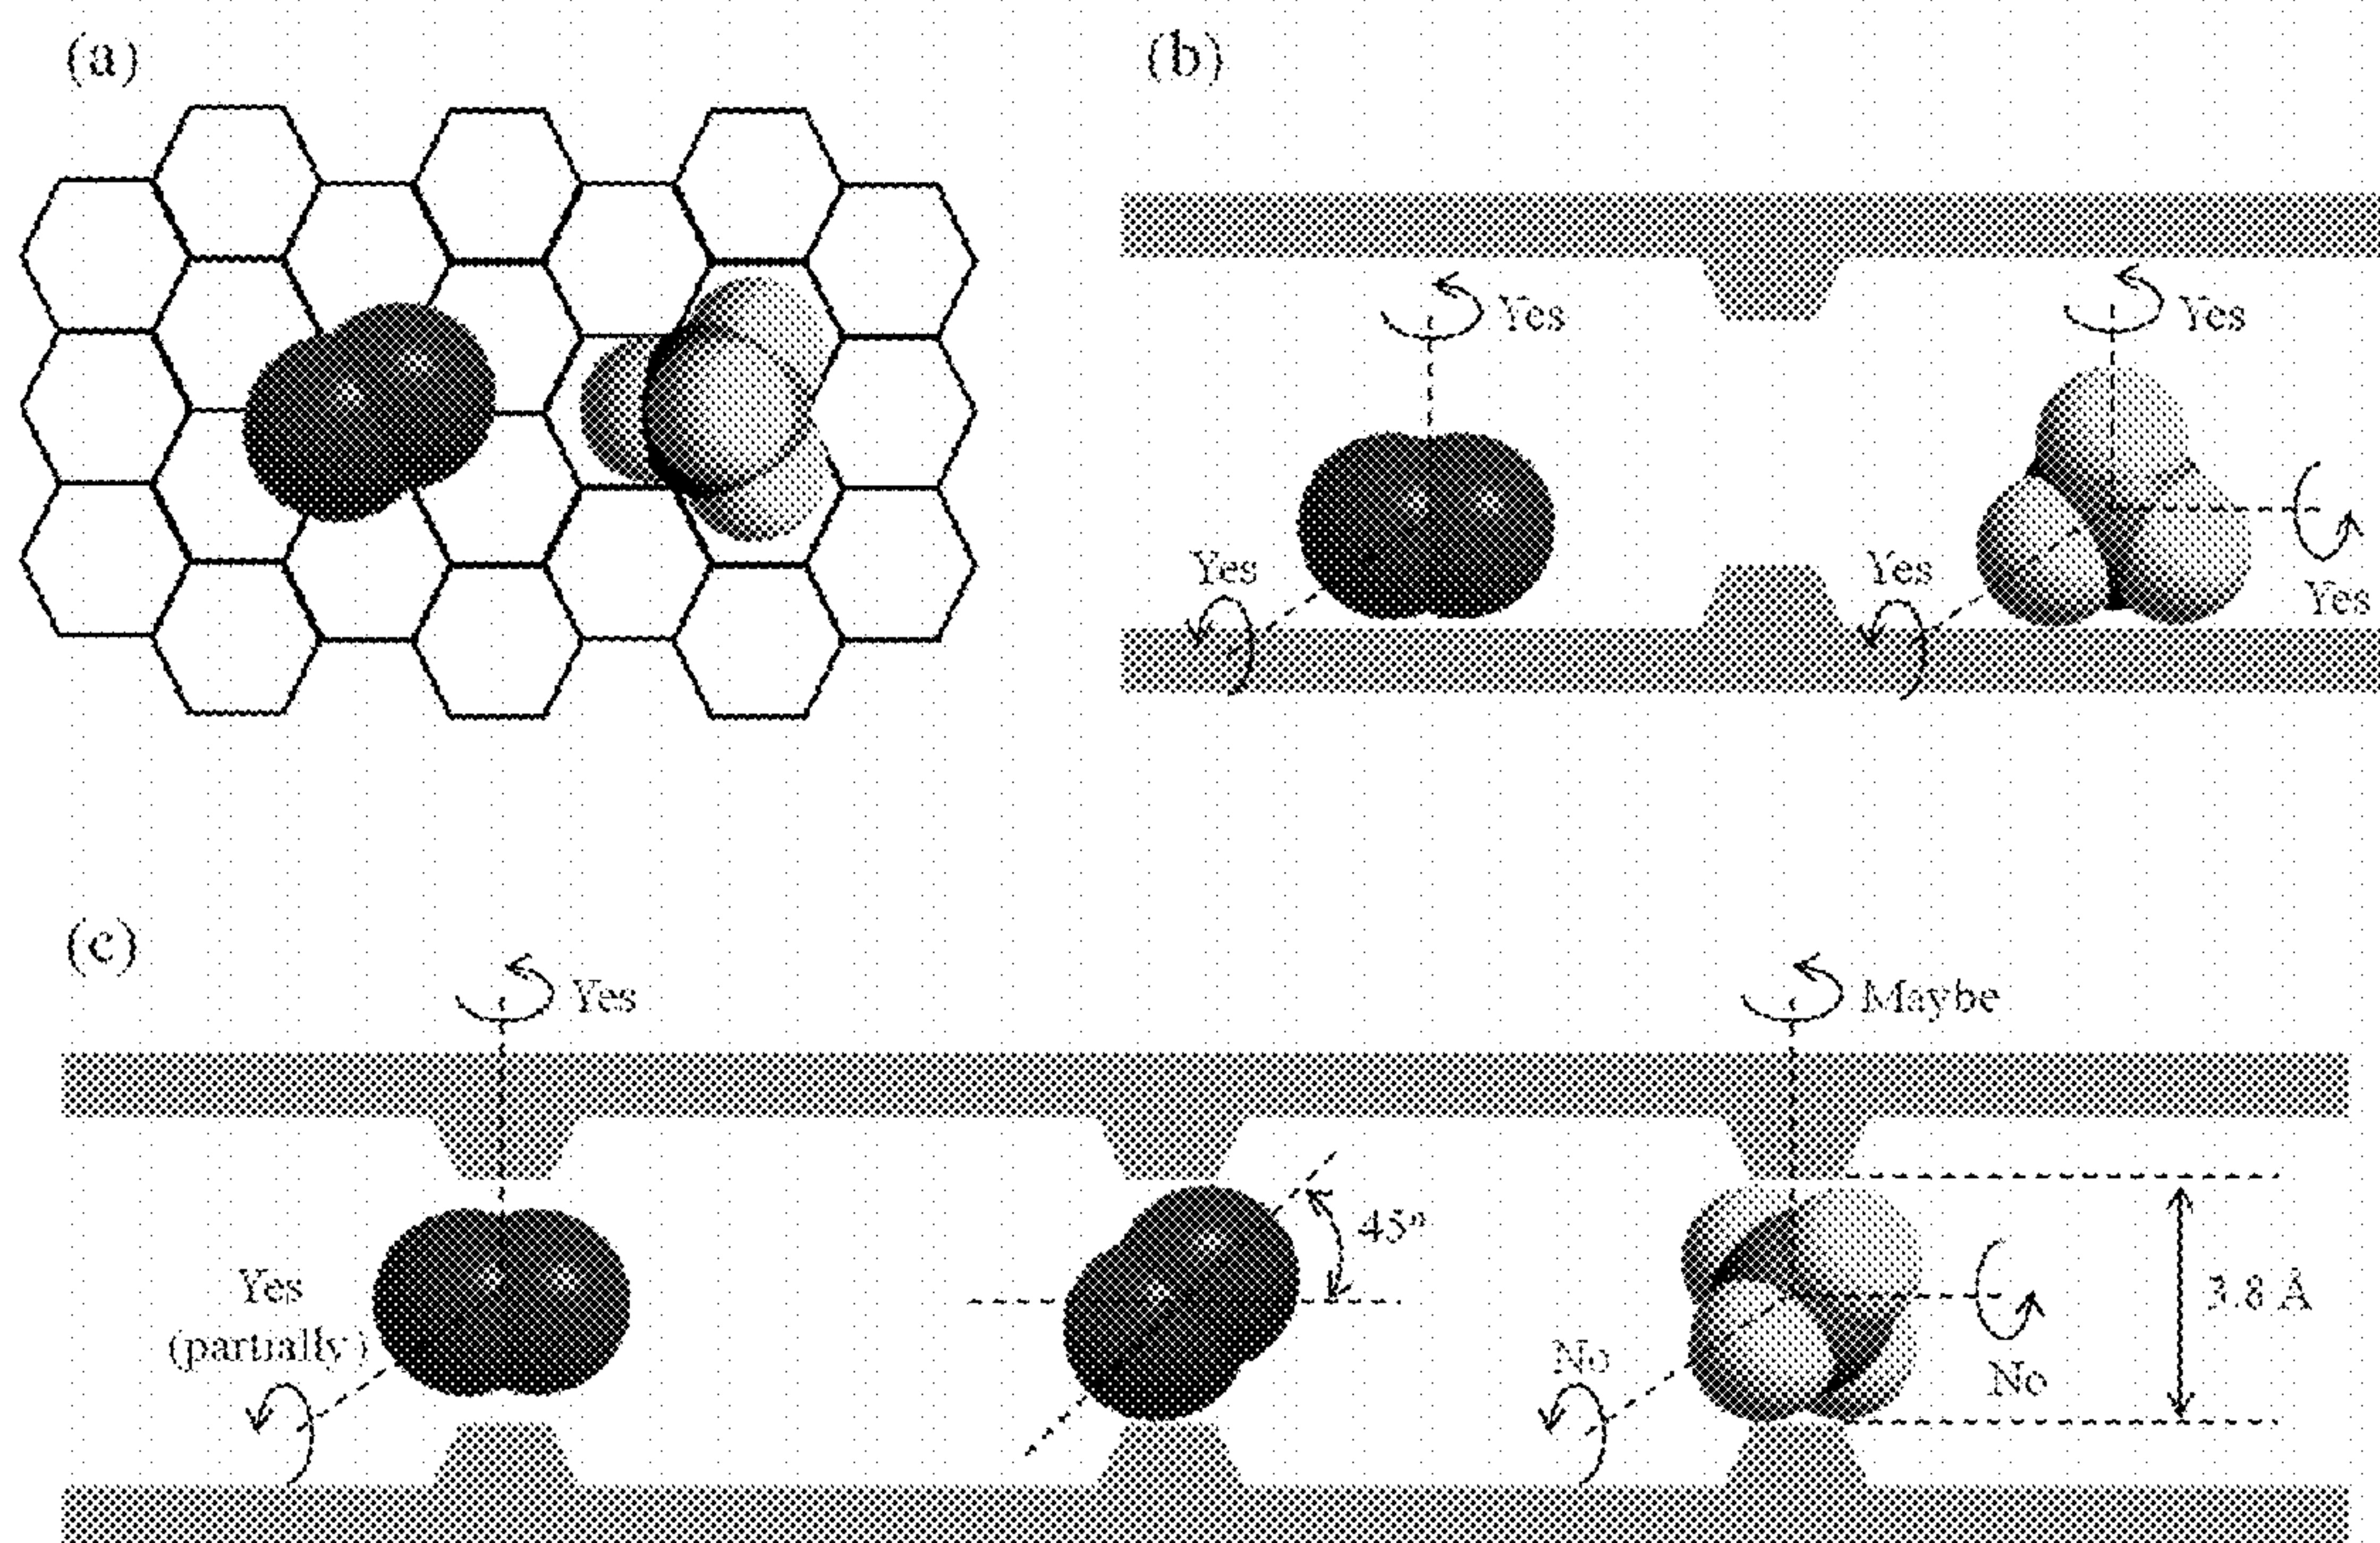 (a)
(b)
Yes
Yes
Yes
Yes
Yes
(c)
Yes
Maybe
Yes
(partially)
45°
No
No
3.8 Å